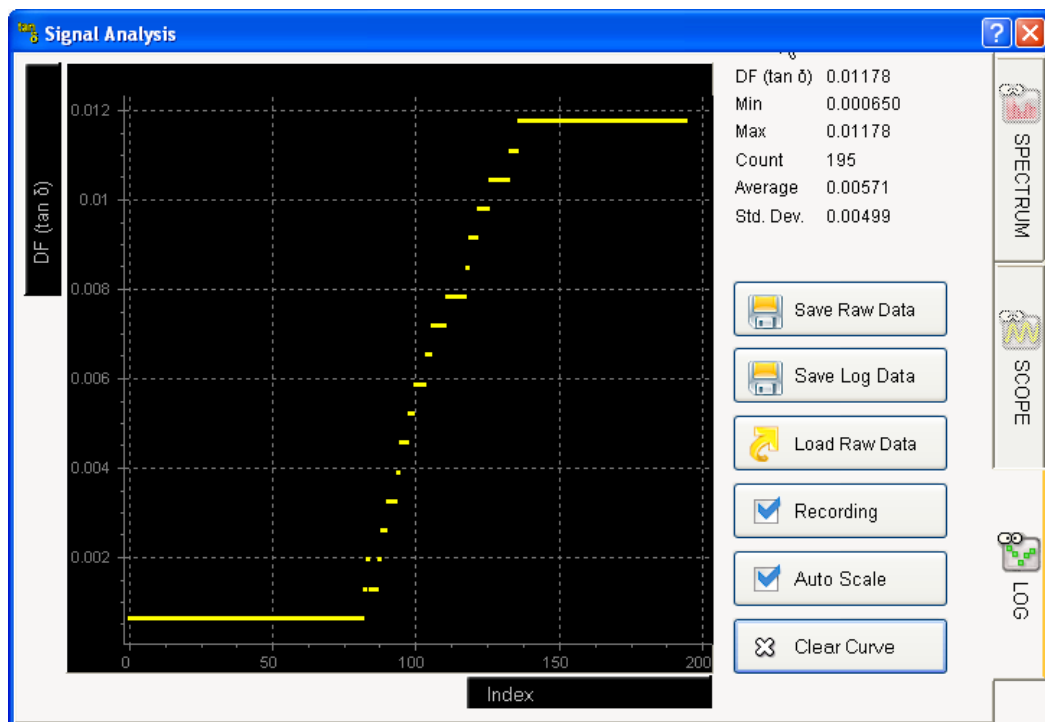 tan δ Signal Analysis
DF (tan δ)
0.012
0.01
0.008
0.006
0.004
0.002
0
50
100
150
200
Index
DF (tan δ) 0.01178
Min 0.000650
Max 0.01178
Count 195
Average 0.00571
Std. Dev. 0.00499
Save Raw Data
Save Log Data
Load Raw Data
Recording
Auto Scale
Clear Curve
SPECTRUM
SCOPE
LOG